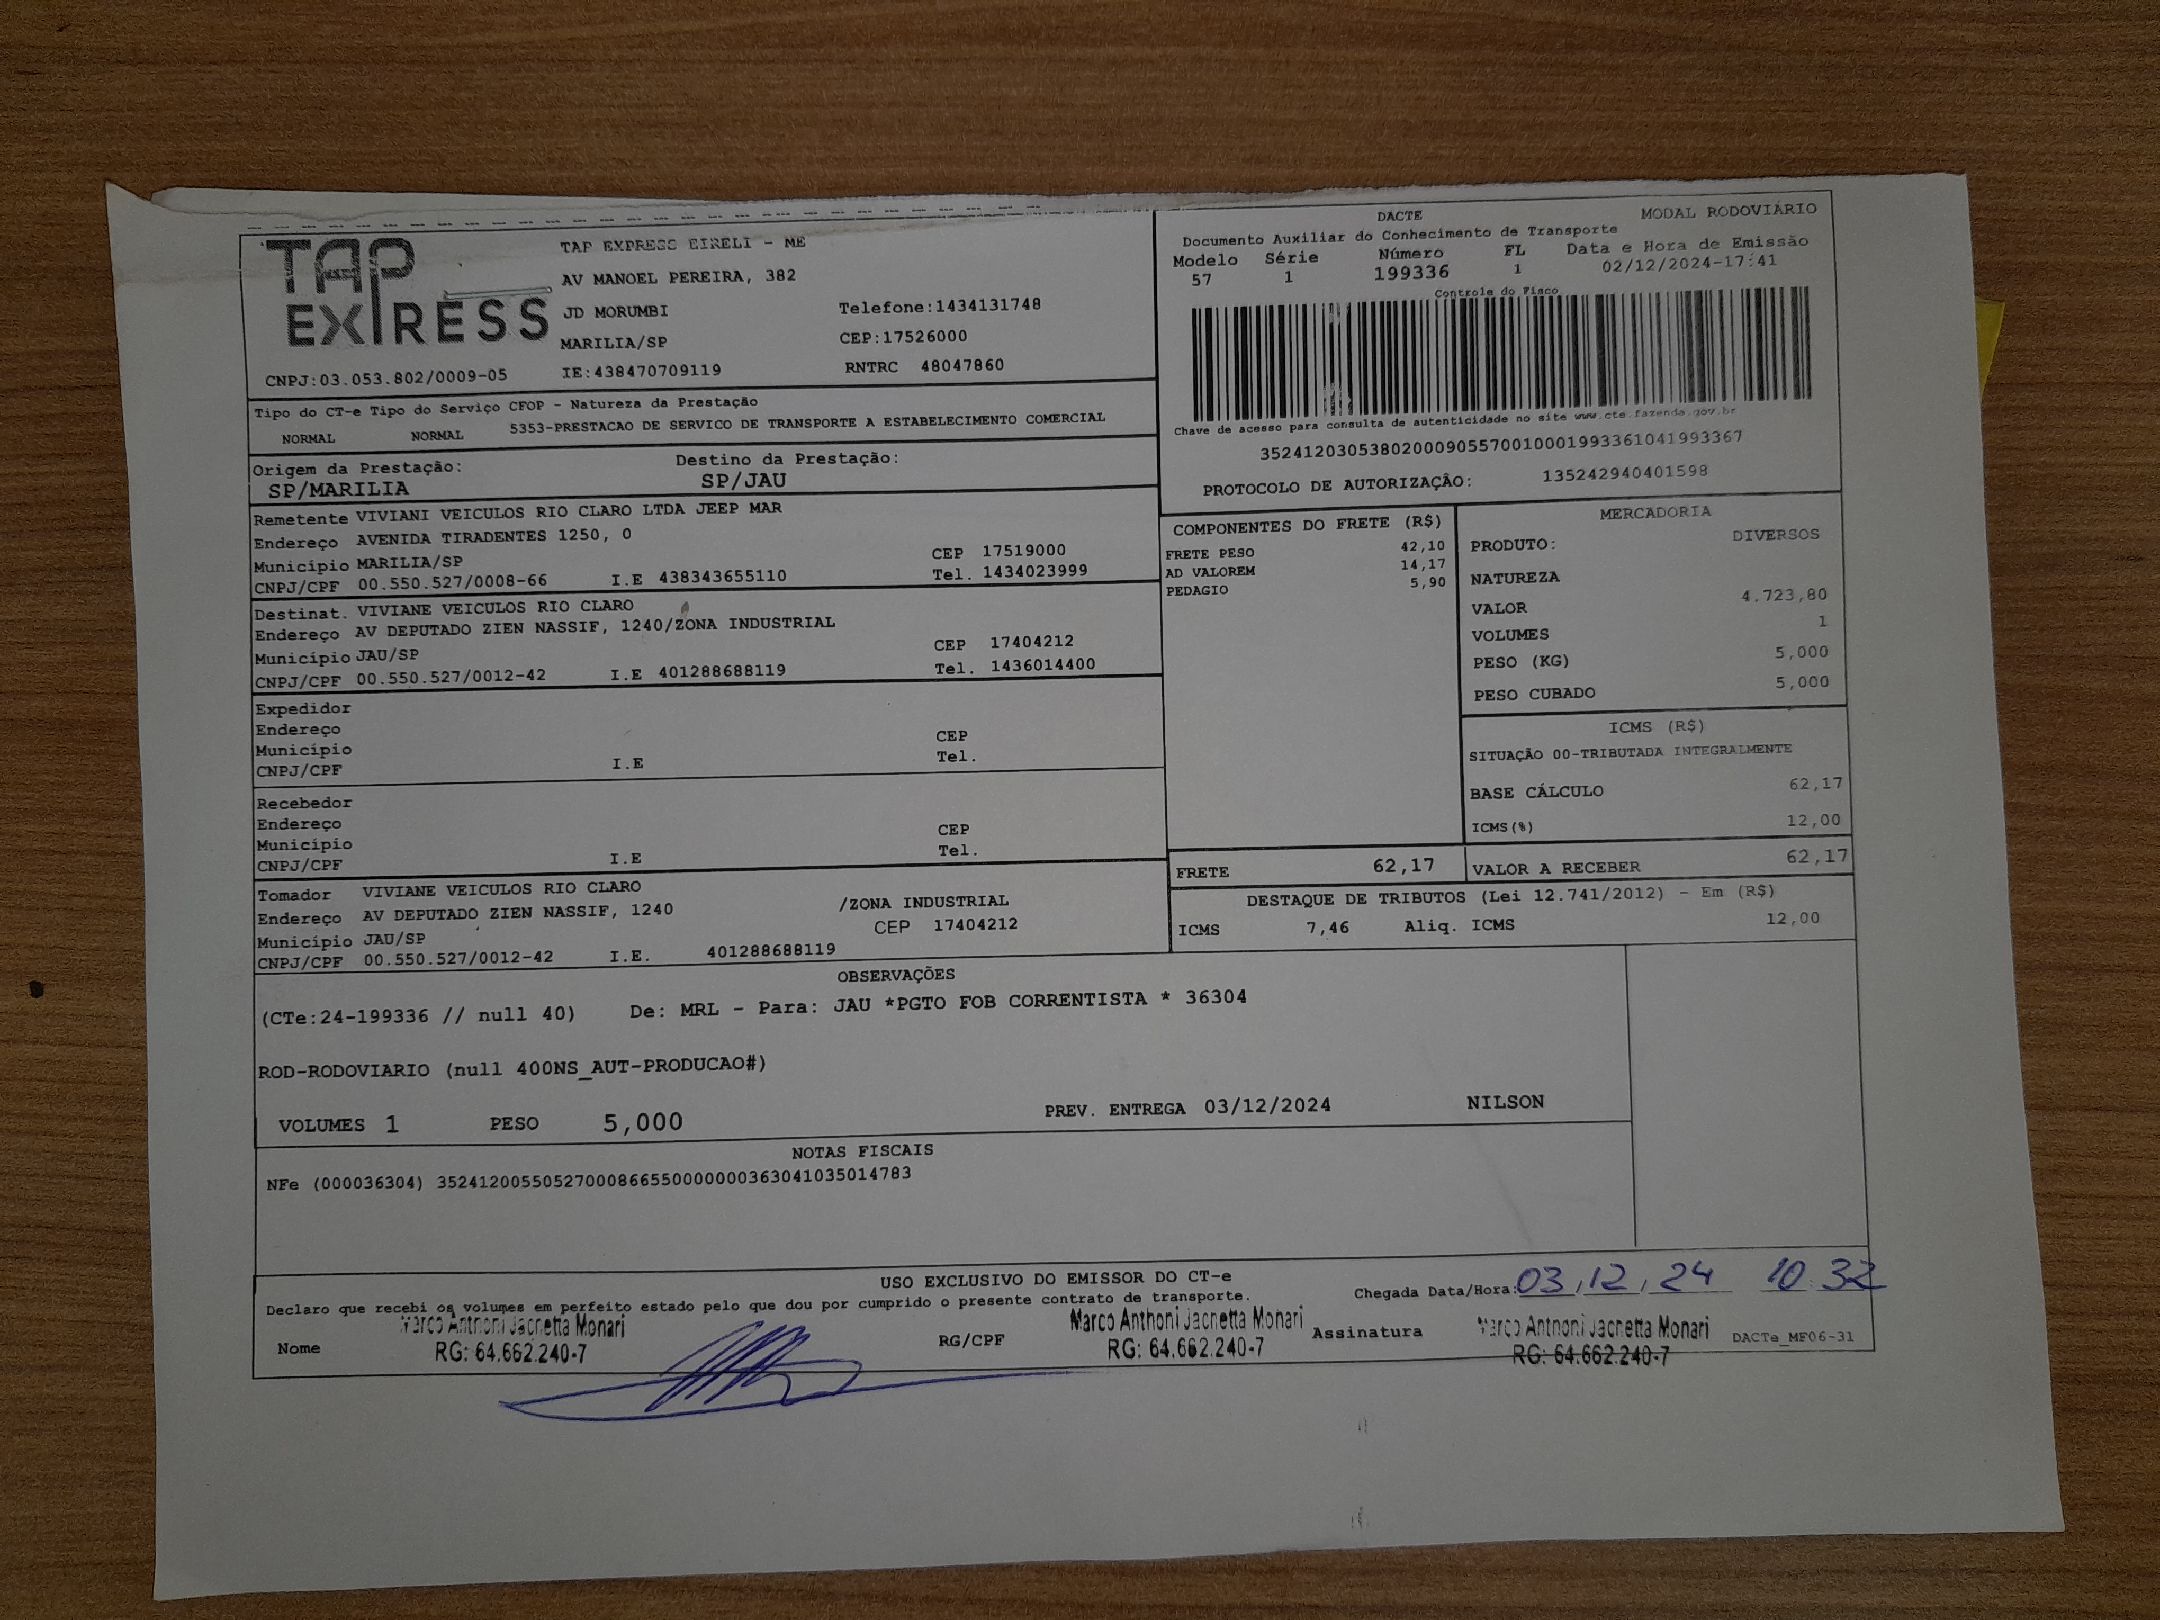 TAP EXPRESS
TAP EXPRESS EIRELI - ME
AV MANOEL PEREIRA, 382
JD MORUMBI Telefone:1434131748
MARILIA/SP CEP:17526000
CNPJ:03.053.802/0009-05 IE:438470709119 RNTRC 48047860
DACTE MODAL RODOVIÁRIO
Documento Auxiliar do Conhecimento de Transporte
Modelo Série Número FL Data e Hora de Emissão
57 1 199336 1 02/12/2024-17:41
Controle do Fisco
Chave de acesso para consulta de autenticidade no site www.cte.fazenda.gov.br
35241203053802000905570010001993361041993367
PROTOCOLO DE AUTORIZAÇÃO: 135242940401598
Tipo do CT-e Tipo do Serviço CFOP - Natureza da Prestação
NORMAL NORMAL 5353-PRESTACAO DE SERVICO DE TRANSPORTE A ESTABELECIMENTO COMERCIAL
Origem da Prestação: Destino da Prestação:
SP/MARILIA SP/JAU
Remetente VIVIANI VEICULOS RIO CLARO LTDA JEEP MAR
Endereço AVENIDA TIRADENTES 1250, 0
Município MARILIA/SP CEP 17519000
CNPJ/CPF 00.550.527/0008-66 I.E 438343655110 Tel. 1434023999
Destinat. VIVIANE VEICULOS RIO CLARO
Endereço AV DEPUTADO ZIEN NASSIF, 1240/ZONA INDUSTRIAL
Município JAU/SP CEP 17404212
CNPJ/CPF 00.550.527/0012-42 I.E 401288688119 Tel. 1436014400
Expedidor
Endereço
Município CEP
CNPJ/CPF I.E Tel.
Recebedor
Endereço
Município CEP
CNPJ/CPF I.E Tel.
Tomador VIVIANE VEICULOS RIO CLARO
Endereço AV DEPUTADO ZIEN NASSIF, 1240 /ZONA INDUSTRIAL
Município JAU/SP CEP 17404212
CNPJ/CPF 00.550.527/0012-42 I.E. 401288688119
COMPONENTES DO FRETE (R$)
FRETE PESO 42,10
AD VALOREM 14,17
PEDAGIO 5,90
MERCADORIA
PRODUTO: DIVERSOS
NATUREZA
VALOR 4.723,80
VOLUMES 1
PESO (KG) 5,000
PESO CUBADO 5,000
ICMS (R$)
SITUAÇÃO 00-TRIBUTADA INTEGRALMENTE
BASE CÁLCULO 62,17
ICMS(%) 12,00
FRETE 62,17 VALOR A RECEBER 62,17
DESTAQUE DE TRIBUTOS (Lei 12.741/2012) - Em (R$)
ICMS 7,46 Aliq. ICMS 12,00
OBSERVAÇÕES
(CTe:24-199336 // null 40) De: MRL - Para: JAU *PGTO FOB CORRENTISTA * 36304
ROD-RODOVIARIO (null 400NS_AUT-PRODUCAO#)
VOLUMES 1 PESO 5,000 PREV. ENTREGA 03/12/2024 NILSON
NOTAS FISCAIS
NFe (000036304) 35241200550527000866550000000363041035014783
USO EXCLUSIVO DO EMISSOR DO CT-e
Declaro que recebi os volumes em perfeito estado pelo que dou por cumprido o presente contrato de transporte. Chegada Data/Hora: 03,12,24 10 32
Nome Marco Anthoni Jacnetta Monari RG/CPF Marco Anthoni Jacnetta Monari Assinatura Marco Anthoni Jacnetta Monari DACTe_MF06-31
RG: 64.662.240-7 RG: 64.662.240-7 RG: 64.662.240-7